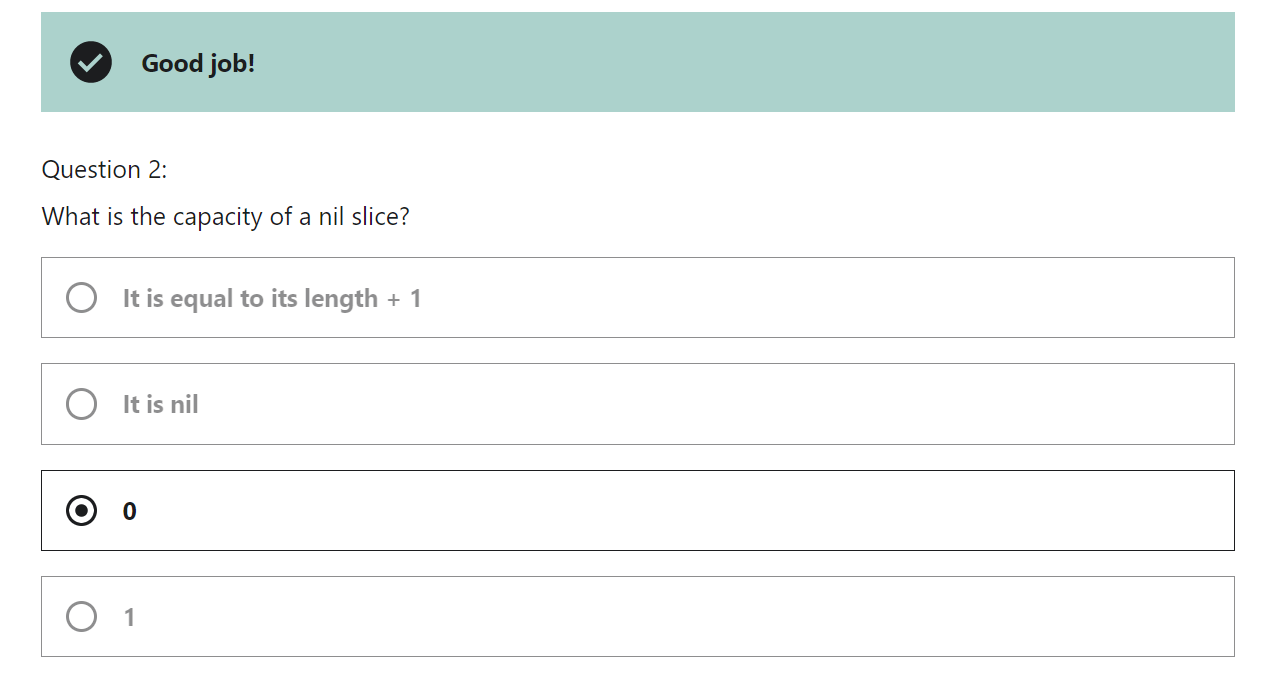 Good job!
Question 2:
What is the capacity of a nil slice?
It is equal to its length + 1
It is nil
0
1